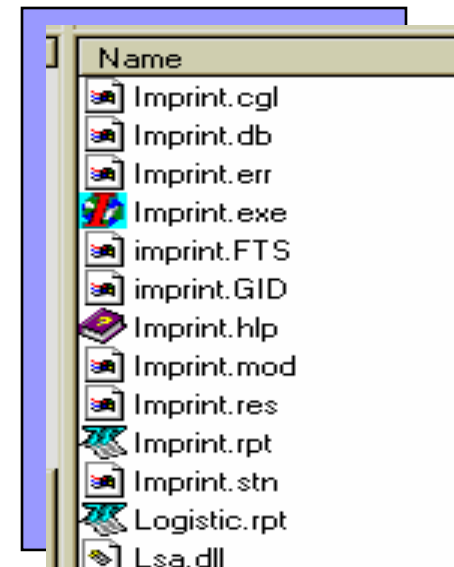 Name
Imprint.cgl
Imprint.db
Imprint.err
Imprint.exe
imprint.FTS
imprint.GID
Imprint.hlp
Imprint.mod
Imprint.res
Imprint.rpt
Imprint.stn
Logistic.rpt
Lsa.dll